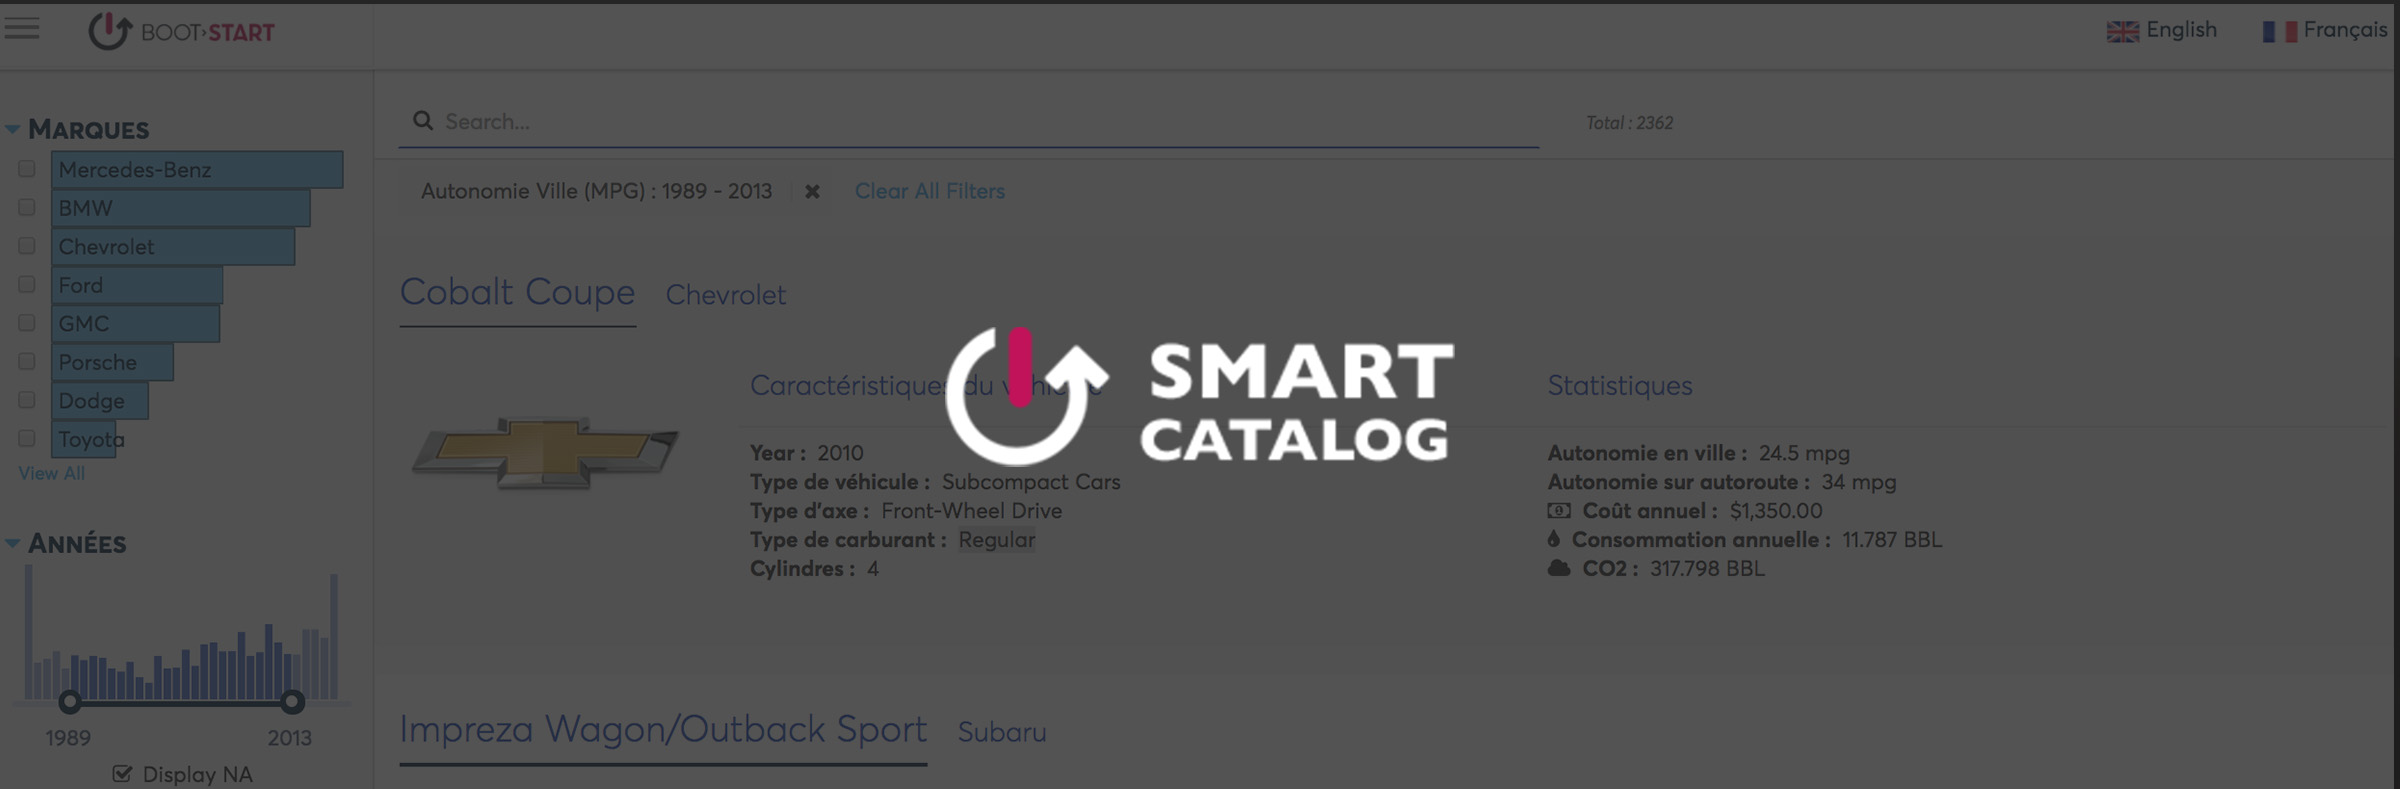 BOOT›START
English
Français
MARQUES
Mercedes-Benz
BMW
Chevrolet
Ford
GMC
Porsche
Dodge
Toyota
View All
ANNÉES
1989
2013
Display NA
Search...
Total : 2362
Autonomie Ville (MPG) : 1989 - 2013
Clear All Filters
Cobalt Coupe
Chevrolet
Caractéristiques du véhicule
Year : 2010
Type de véhicule : Subcompact Cars
Type d'axe : Front-Wheel Drive
Type de carburant : Regular
Cylindres : 4
Statistiques
Autonomie en ville : 24.5 mpg
Autonomie sur autoroute : 34 mpg
Coût annuel : $1,350.00
Consommation annuelle : 11.787 BBL
CO2 : 317.798 BBL
SMART
CATALOG
Impreza Wagon/Outback Sport
Subaru